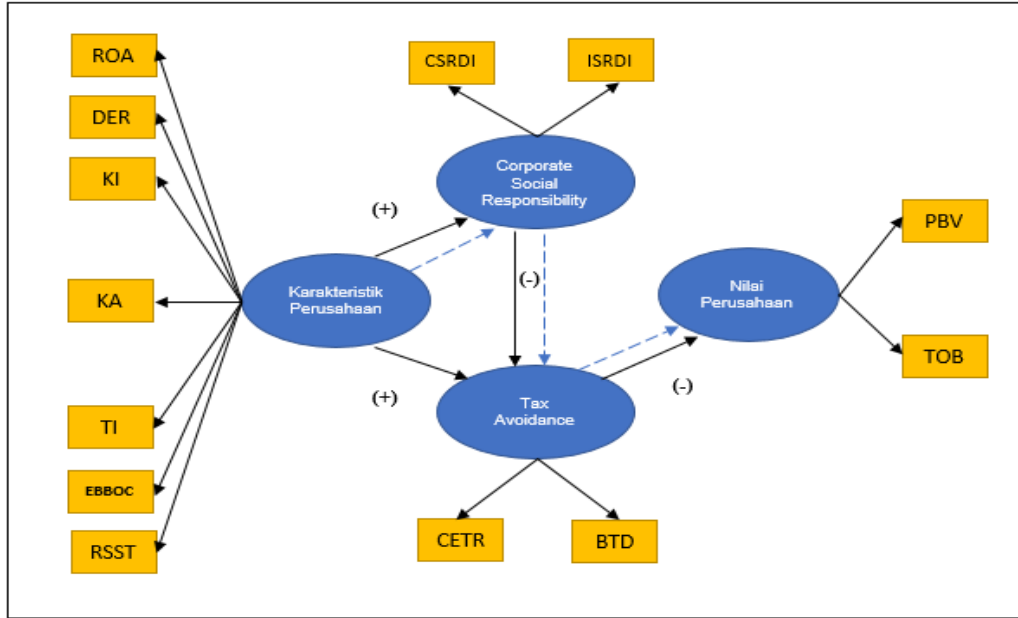 ROA
DER
KI
KA
TI
EBBOC
RSST
CSRDI
ISRDI
Corporate
Social
Responsibility
(+)
(-)
Karakteristik
Perusahaan
Nilai
Perusahaan
PBV
TOB
(+)
Tax
Avoidance
(-)
CETR
BTD